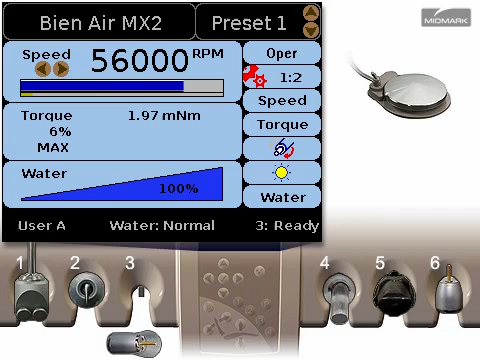 Bien Air MX2
Preset 1
MIDMARK
Speed
56000 RPM
Oper
1:2
Speed
Torque
1.97 mNm
6%
MAX
Torque
Water
100%
Water
User A
Water: Normal
3: Ready
1
2
3
4
5
6